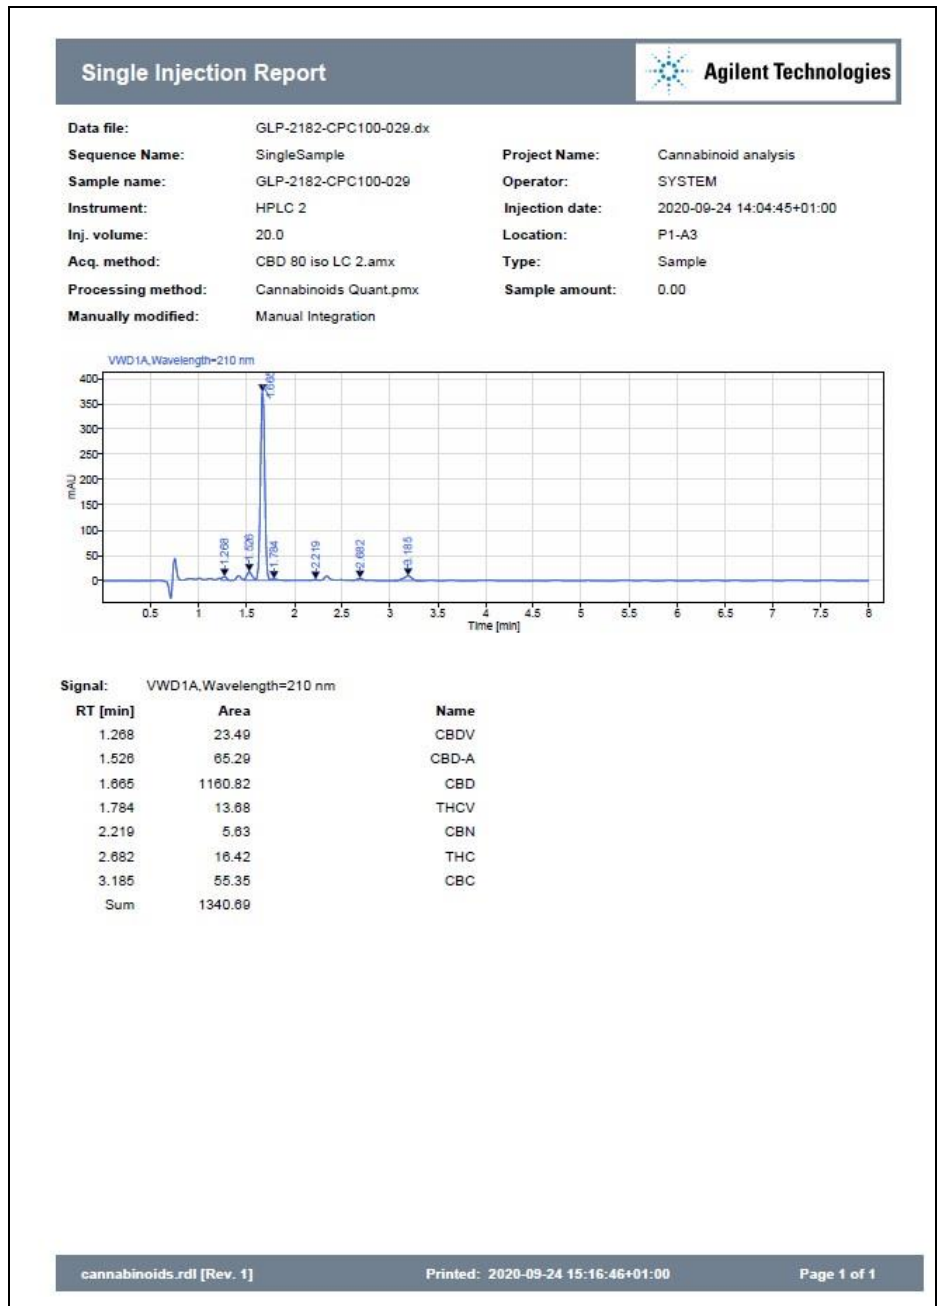 Single Injection Report
Agilent Technologies
Data file: GLP-2182-CPC100-029.dx
Sequence Name: SingleSample Project Name: Cannabinoid analysis
Sample name: GLP-2182-CPC100-029 Operator: SYSTEM
Instrument: HPLC 2 Injection date: 2020-09-24 14:04:45+01:00
Inj. volume: 20.0 Location: P1-A3
Acq. method: CBD 80 iso LC 2.amx Type: Sample
Processing method: Cannabinoids Quant.pmx Sample amount: 0.00
Manually modified: Manual Integration
VWD1A,Wavelength=210 nm
400
350
300
250
200
150
100
50
0
mAU
1.268
1.526
1.665
1.784
2.219
2.682
3.185
0.5 1 1.5 2 2.5 3 3.5 4 4.5 5 5.5 6 6.5 7 7.5 8
Time [min]
Signal: VWD1A,Wavelength=210 nm
RT [min] Area Name
1.268 23.49 CBDV
1.526 65.29 CBD-A
1.665 1160.82 CBD
1.784 13.68 THCV
2.219 5.63 CBN
2.682 16.42 THC
3.185 55.35 CBC
Sum 1340.69
cannabinoids.rdl [Rev. 1] Printed: 2020-09-24 15:16:46+01:00 Page 1 of 1